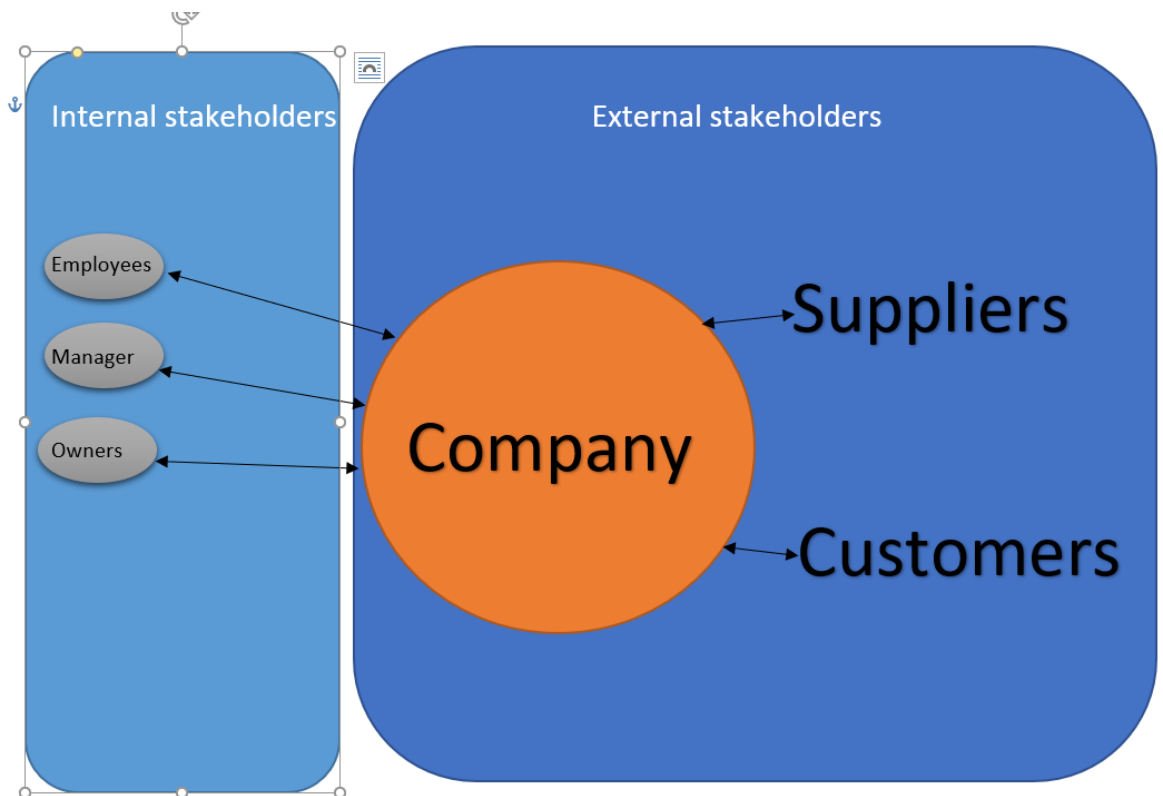 Internal stakeholders
External stakeholders
Employees
Manager
Owners
Company
Suppliers
Customers